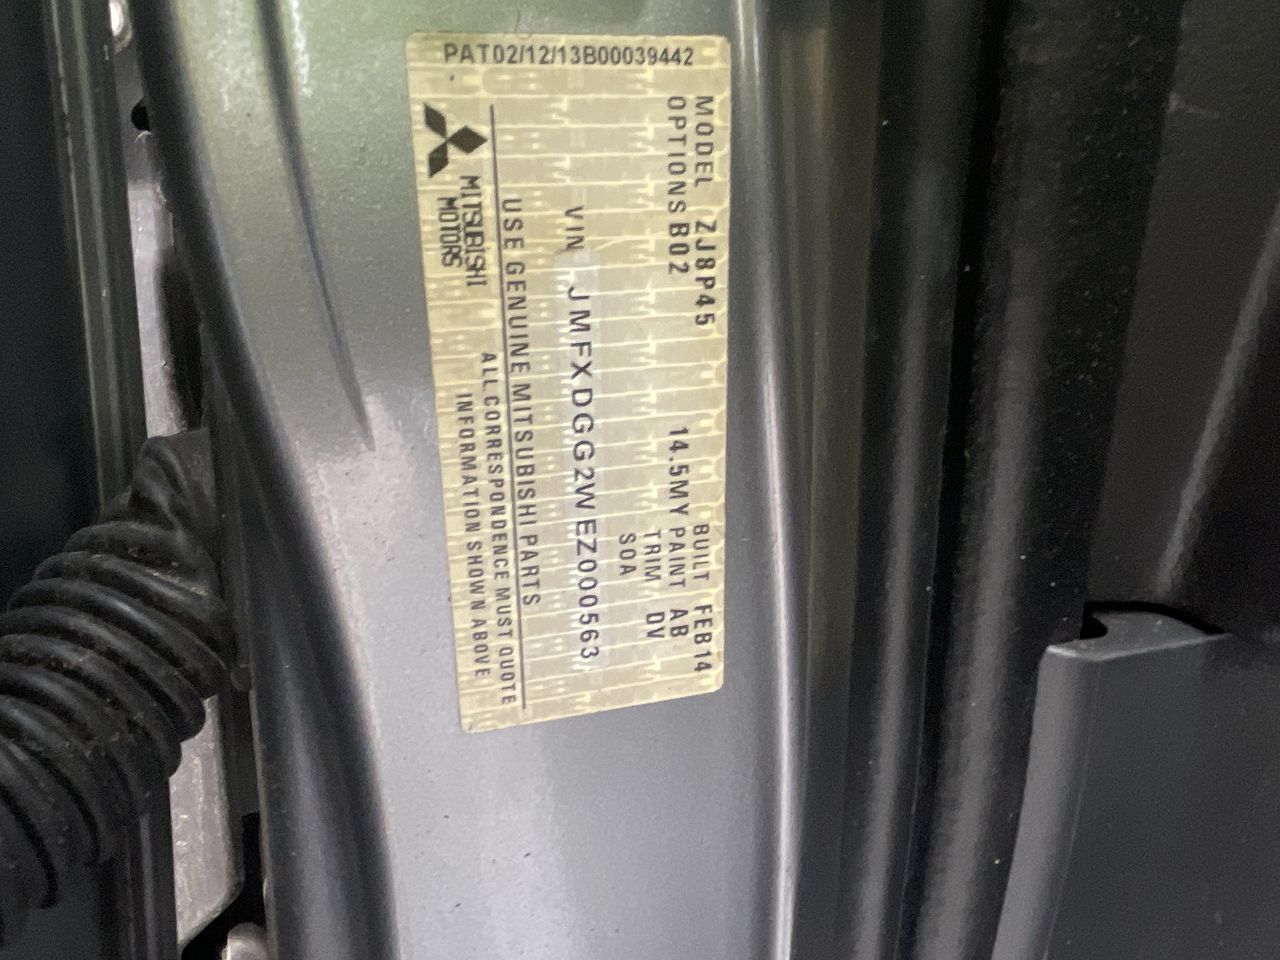 PAT02/12/13B00039442
MODEL ZJ8P45 BUILT FEB14
OPTIONS B02 14.5MY PAINT AB
TRIM DV
SOA
VIN JMFXDGG2WEZ000563
USE GENUINE MITSUBISHI PARTS
MITSUBISHI
MOTORS
ALL CORRESPONDENCE MUST QUOTE
INFORMATION SHOWN ABOVE